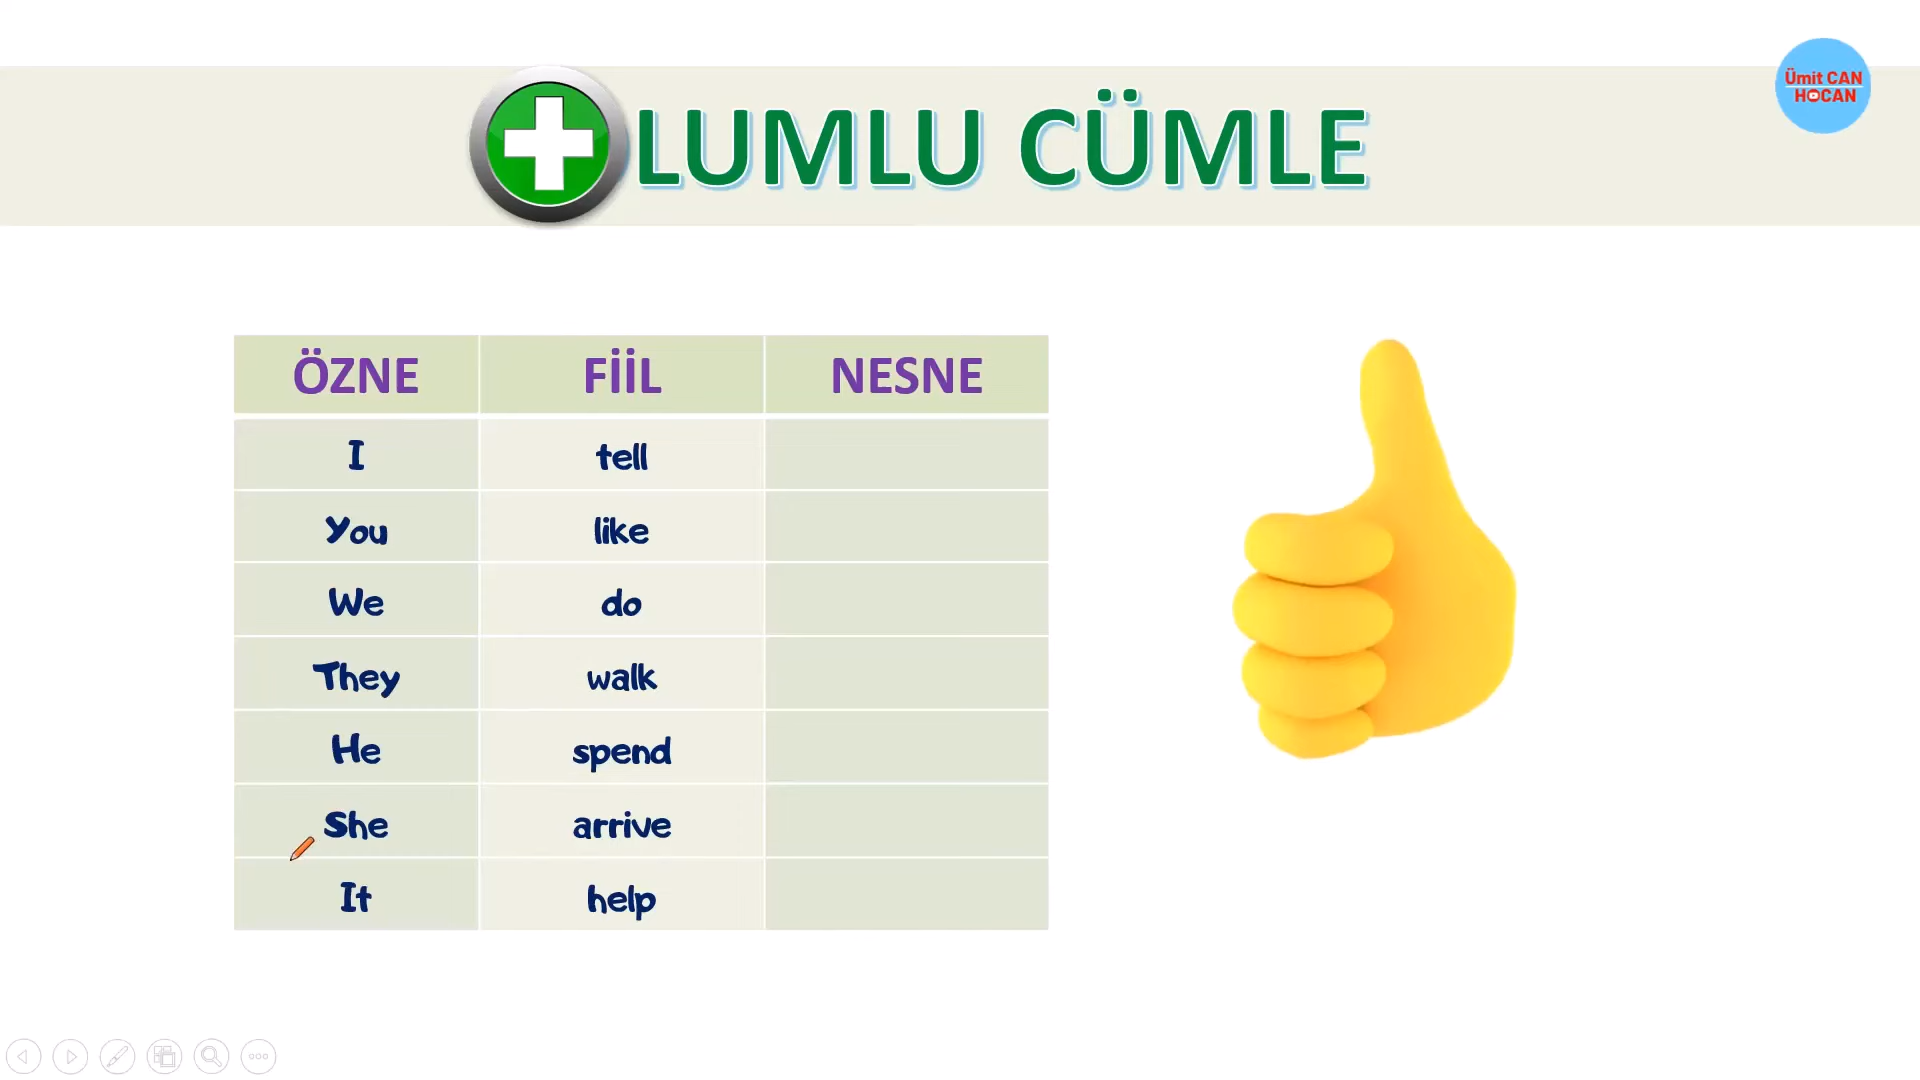 LUMLU CÜMLE
Ümit CAN
HOCAN
ÖZNE FİİL NESNE
I tell
You like
We do
They walk
He spend
She arrive
It help